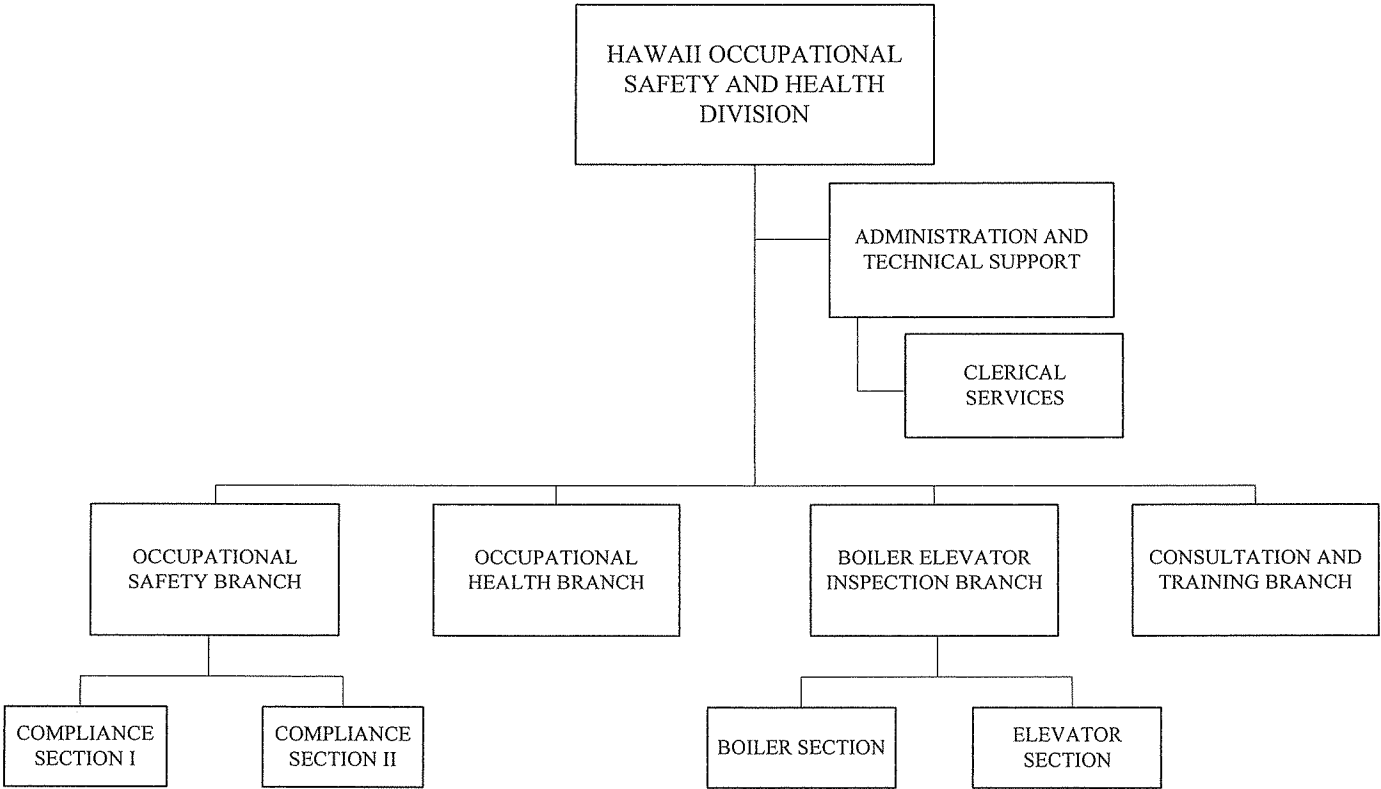 HAWAII OCCUPATIONAL
SAFETY AND HEALTH
DIVISION
ADMINISTRATION AND
TECHNICAL SUPPORT
CLERICAL
SERVICES
OCCUPATIONAL
SAFETY BRANCH
OCCUPATIONAL
HEALTH BRANCH
BOILER ELEVATOR
INSPECTION BRANCH
CONSULTATION AND
TRAINING BRANCH
COMPLIANCE
SECTION I
COMPLIANCE
SECTION II
BOILER SECTION
ELEVATOR
SECTION